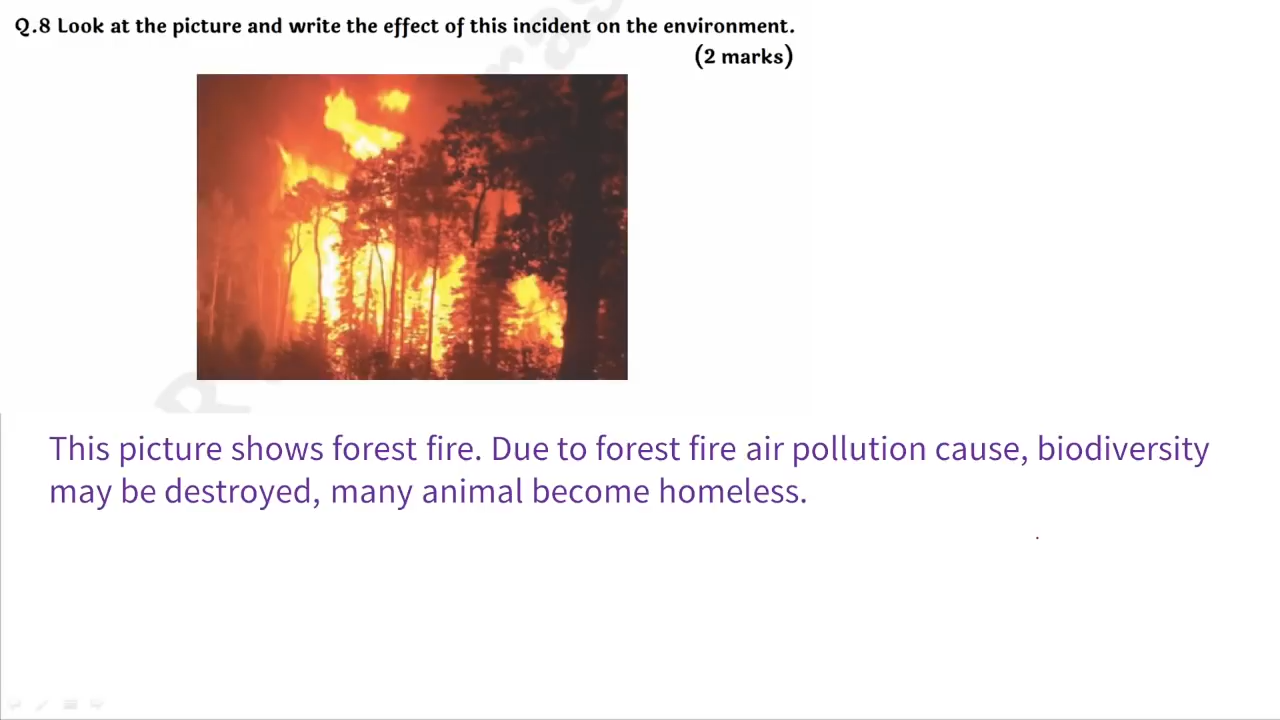 Q.8 Look at the picture and write the effect of this incident on the environment.
(2 marks)
This picture shows forest fire. Due to forest fire air pollution cause, biodiversity
may be destroyed, many animal become homeless.